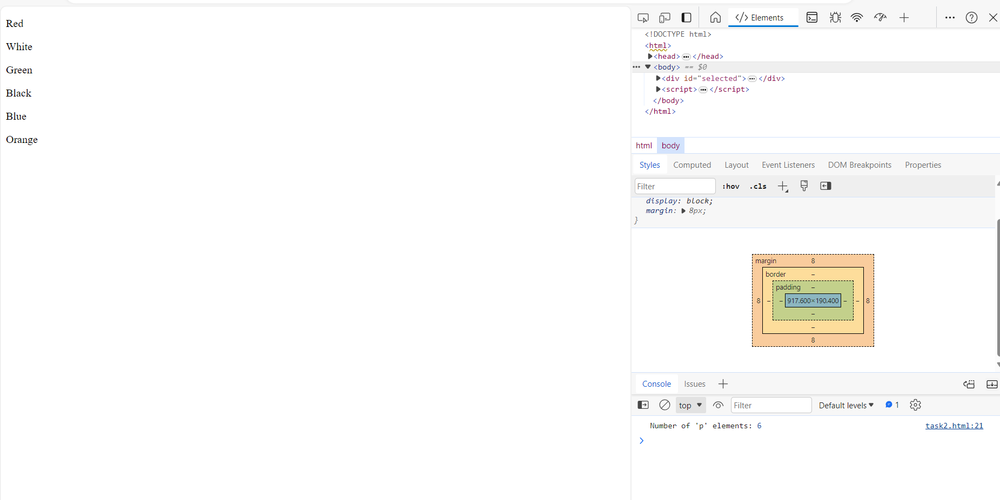 Red
White
Green
Black
Blue
Orange
Elements
<!DOCTYPE html>
<html>
<head> ••• </head>
••• <body> == $0
<div id="selected"> ••• </div>
<script> ••• </script>
</body>
</html>
html body
Styles Computed Layout Event Listeners DOM Breakpoints Properties
Filter :hov .cls
display: block;
margin: 8px;
}
margin 8
border –
padding –
8 – – 917.600×190.400 – – 8
–
–
8
Console Issues
top Filter Default levels 1
Number of 'p' elements: 6 task2.html:21